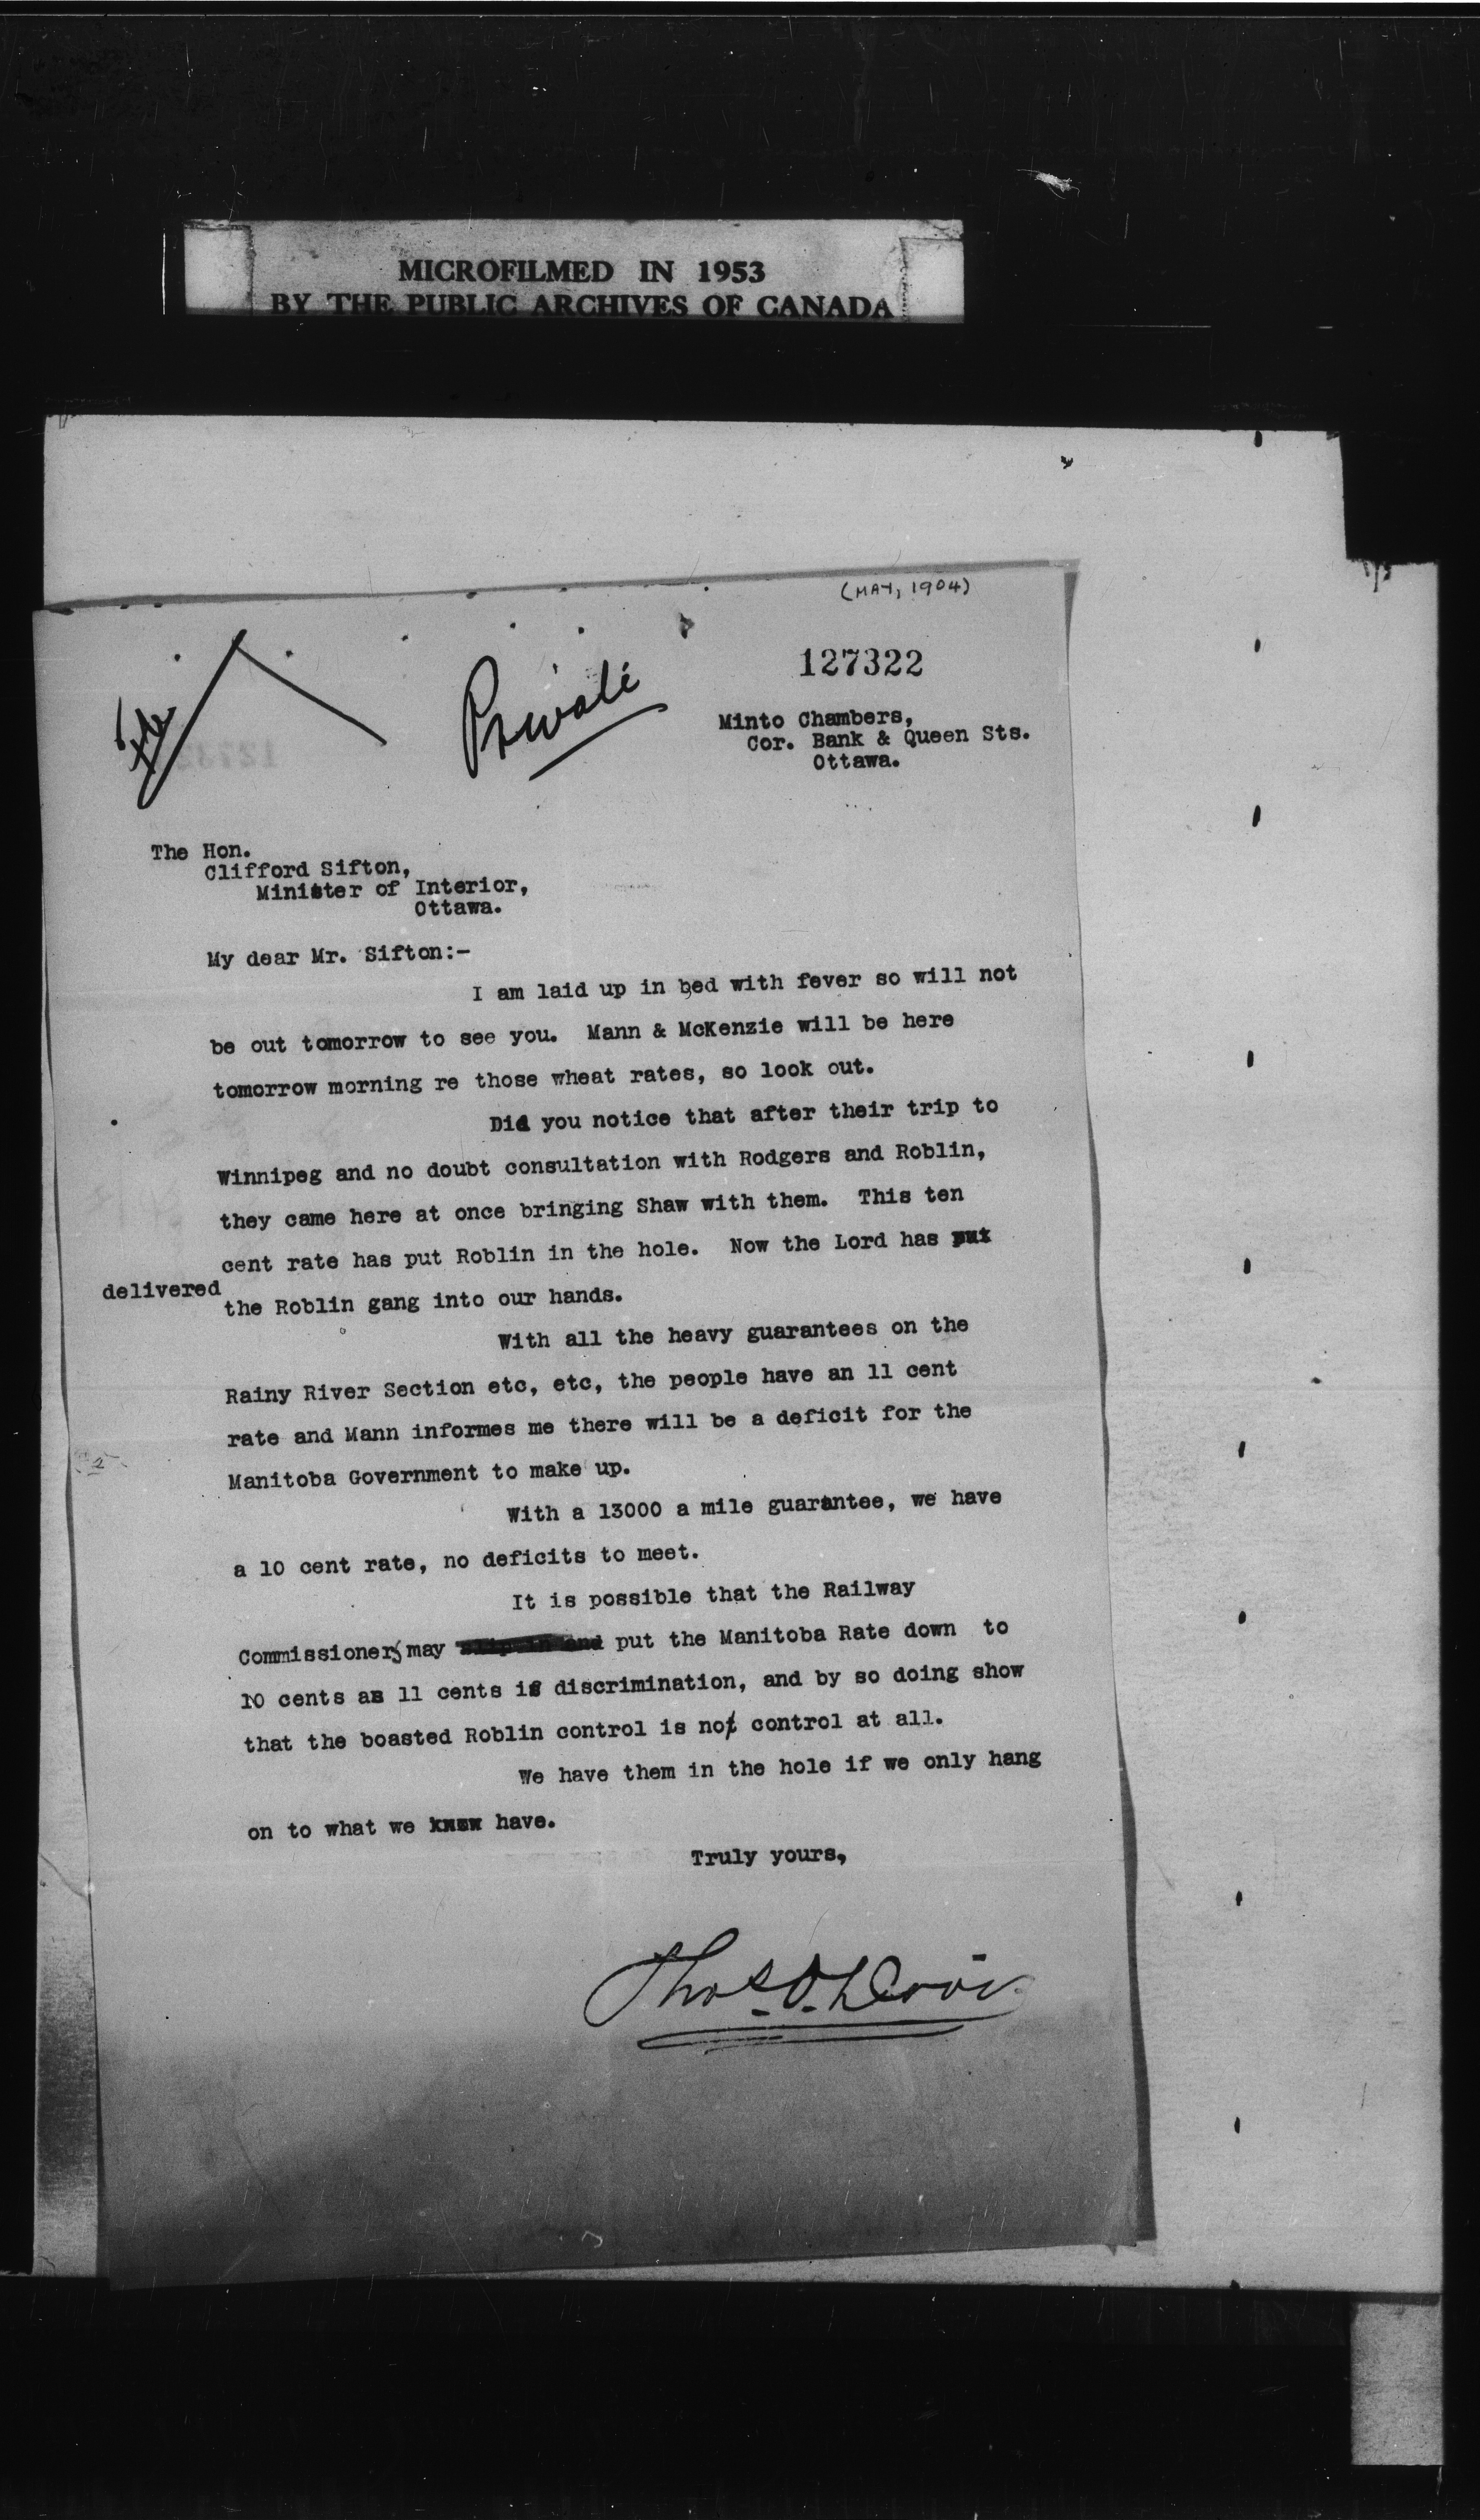 MICROFILMED IN 1953
BY THE PUBLIC ARCHIVES OF CANADA
(MAY, 1904)
127322
Private
Minto Chambers,
Cor. Bank & Queen Sts.
Ottawa.
The Hon.
Clifford Sifton,
Minister of Interior,
Ottawa.
My dear Mr. Sifton:-
I am laid up in bed with fever so will not
be out tomorrow to see you. Mann & McKenzie will be here
tomorrow morning re those wheat rates, so look out.
Did you notice that after their trip to
Winnipeg and no doubt consultation with Rodgers and Roblin,
they came here at once bringing Shaw with them. This ten
cent rate has put Roblin in the hole. Now the Lord has put
delivered the Roblin gang into our hands.
With all the heavy guarantees on the
Rainy River Section etc, etc, the people have an 11 cent
rate and Mann informes me there will be a deficit for the
Manitoba Government to make up.
With a 13000 a mile guarantee, we have
a 10 cent rate, no deficits to meet.
It is possible that the Railway
Commissioners may put the Manitoba Rate down to
10 cents as 11 cents is discrimination, and by so doing show
that the boasted Roblin control is not control at all.
We have them in the hole if we only hang
on to what we have.
Truly yours,
Thos. O.